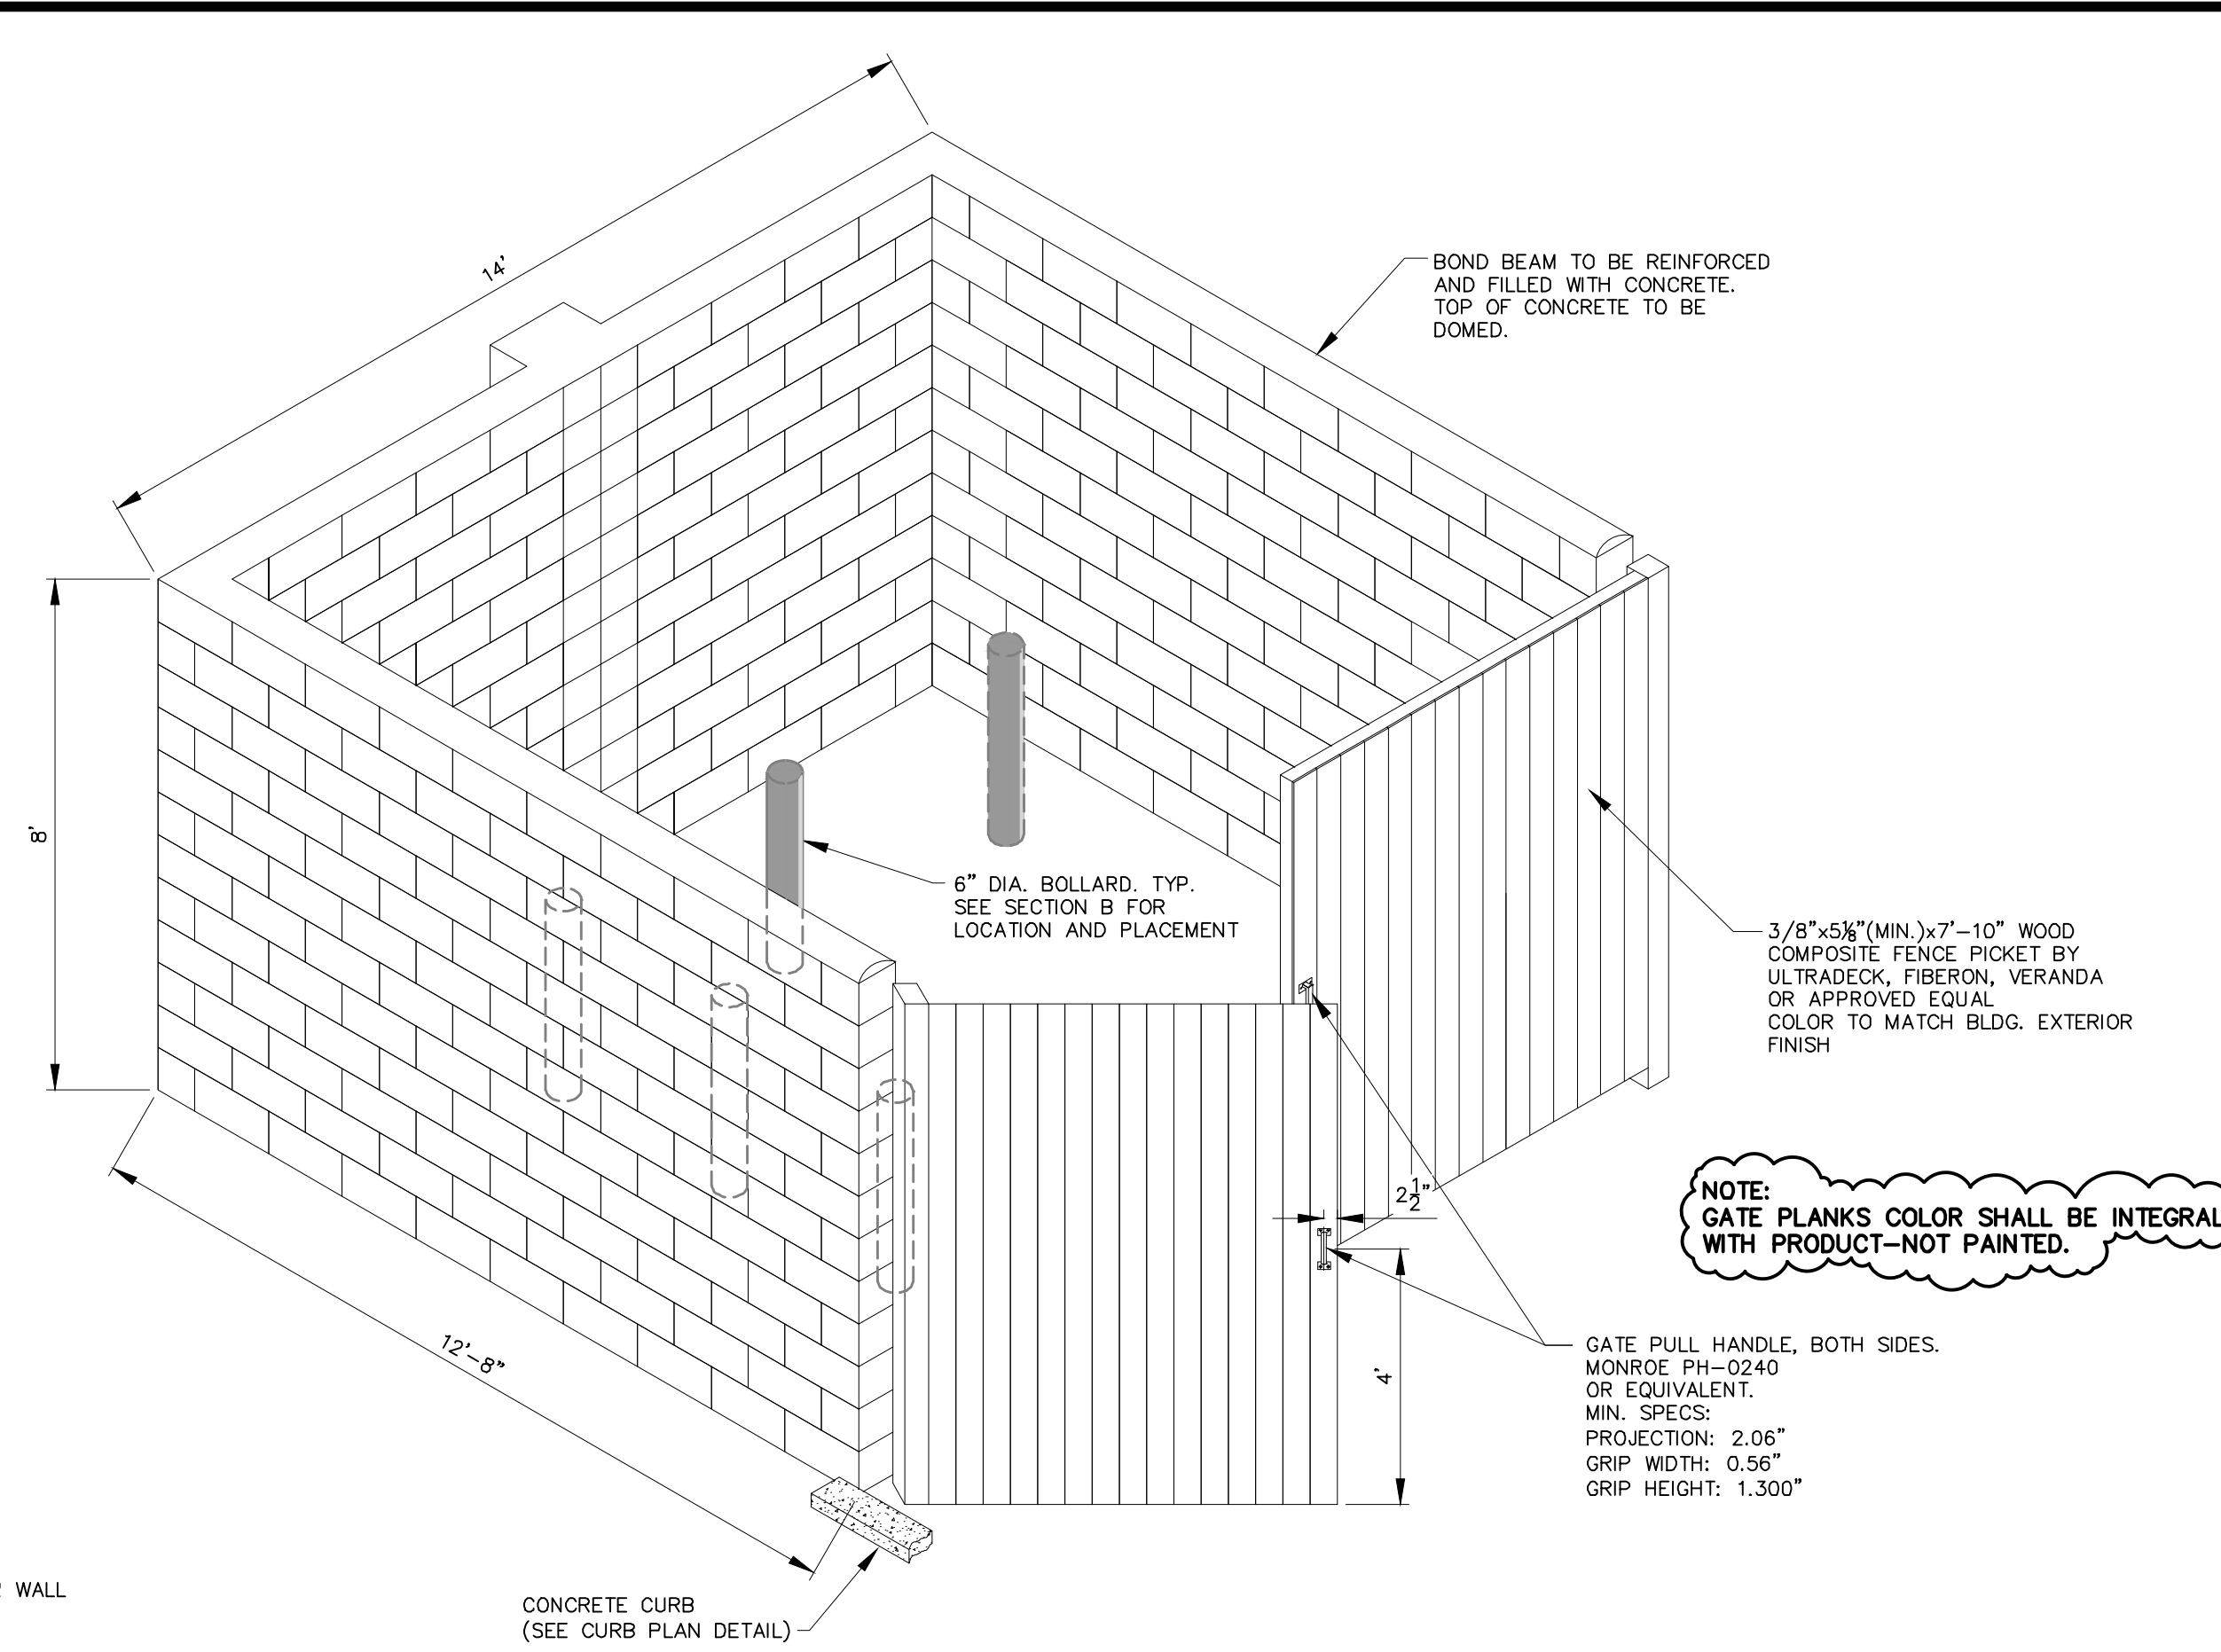 14'
BOND BEAM TO BE REINFORCED
AND FILLED WITH CONCRETE.
TOP OF CONCRETE TO BE
DOMED.
8'
6" DIA. BOLLARD. TYP.
SEE SECTION B FOR
LOCATION AND PLACEMENT
3/8"x5⅛"(MIN.)x7'-10" WOOD
COMPOSITE FENCE PICKET BY
ULTRADECK, FIBERON, VERANDA
OR APPROVED EQUAL
COLOR TO MATCH BLDG. EXTERIOR
FINISH
NOTE:
GATE PLANKS COLOR SHALL BE INTEGRAL
WITH PRODUCT-NOT PAINTED.
2½"
12'-8"
4'
GATE PULL HANDLE, BOTH SIDES.
MONROE PH-0240
OR EQUIVALENT.
MIN. SPECS:
PROJECTION: 2.06"
GRIP WIDTH: 0.56"
GRIP HEIGHT: 1.300"
WALL
CONCRETE CURB
(SEE CURB PLAN DETAIL)